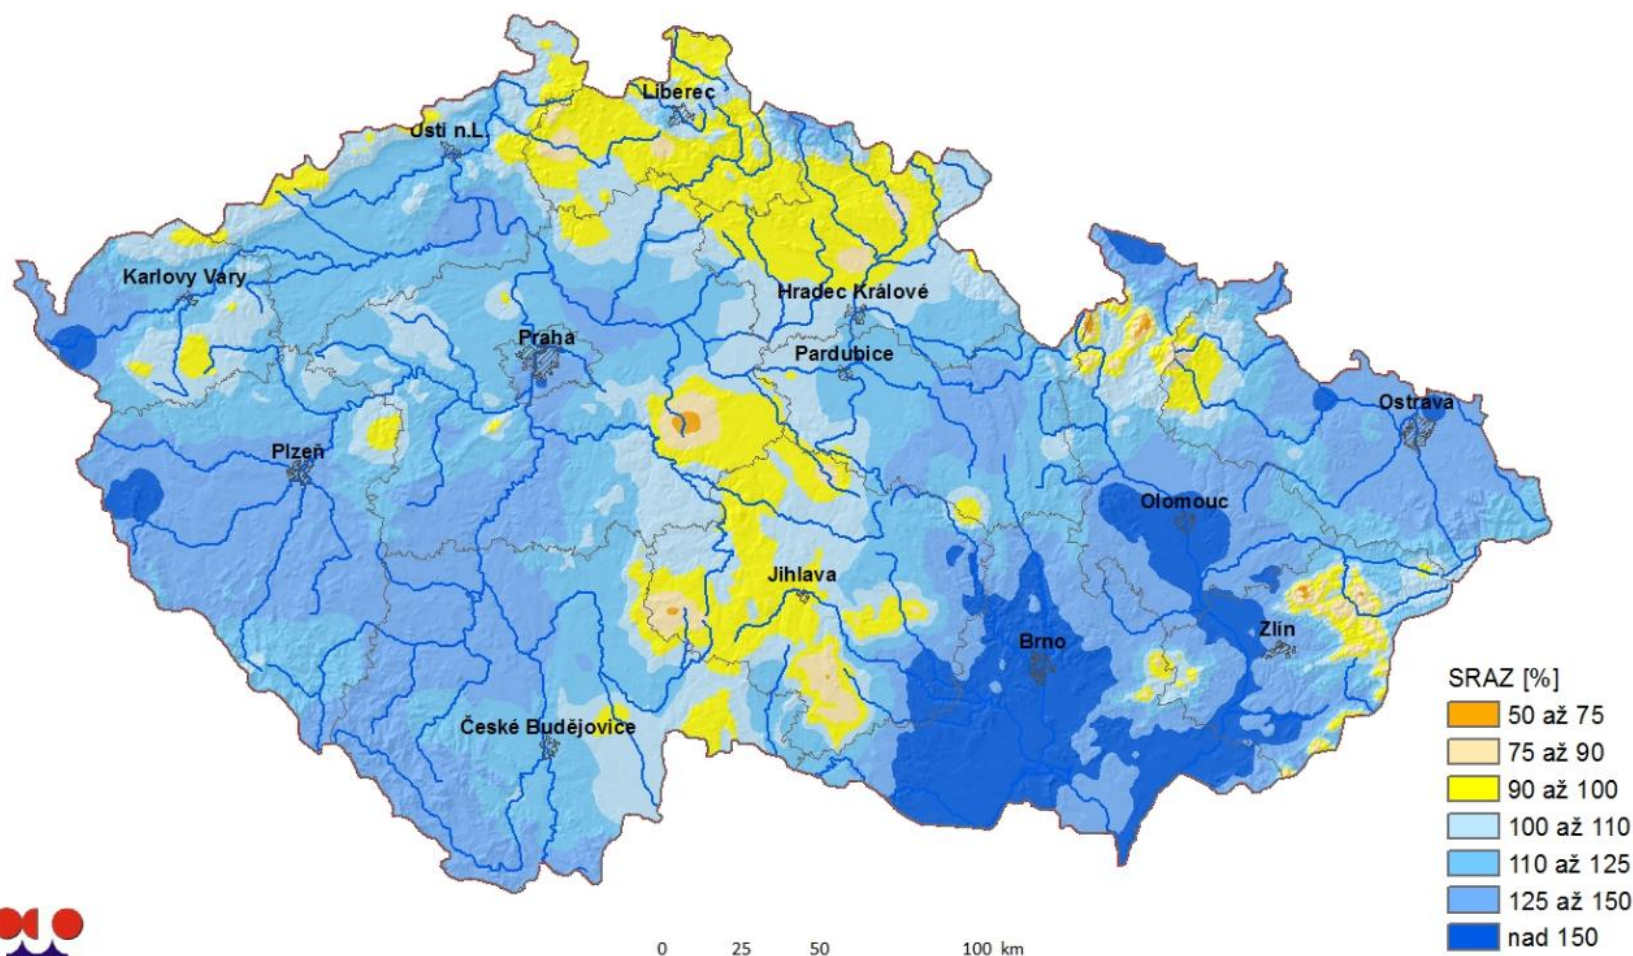 Liberec
Ústí n.L.
Karlovy Vary
Hradec Králové
Praha
Pardubice
Ostrava
Plzeň
Olomouc
Jihlava
Zlín
Brno
České Budějovice
SRAZ [%]
50 až 75
75 až 90
90 až 100
100 až 110
110 až 125
125 až 150
nad 150
0 25 50 100 km